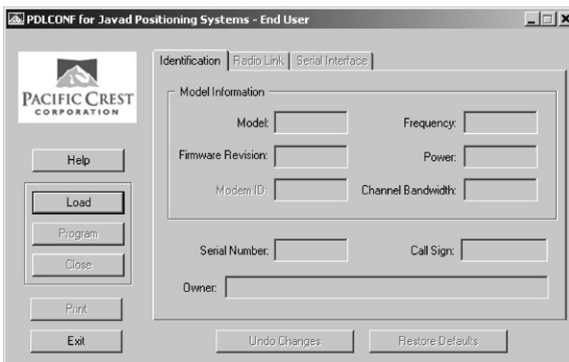 PDLCONF for Javad Positioning Systems - End User
PACIFIC CREST
CORPORATION
Help
Load
Program
Close
Print
Exit
Identification Radio Link Serial Interface
Model Information
Model: Frequency:
Firmware Revision: Power:
Modem ID: Channel Bandwidth:
Serial Number: Call Sign:
Owner:
Undo Changes Restore Defaults